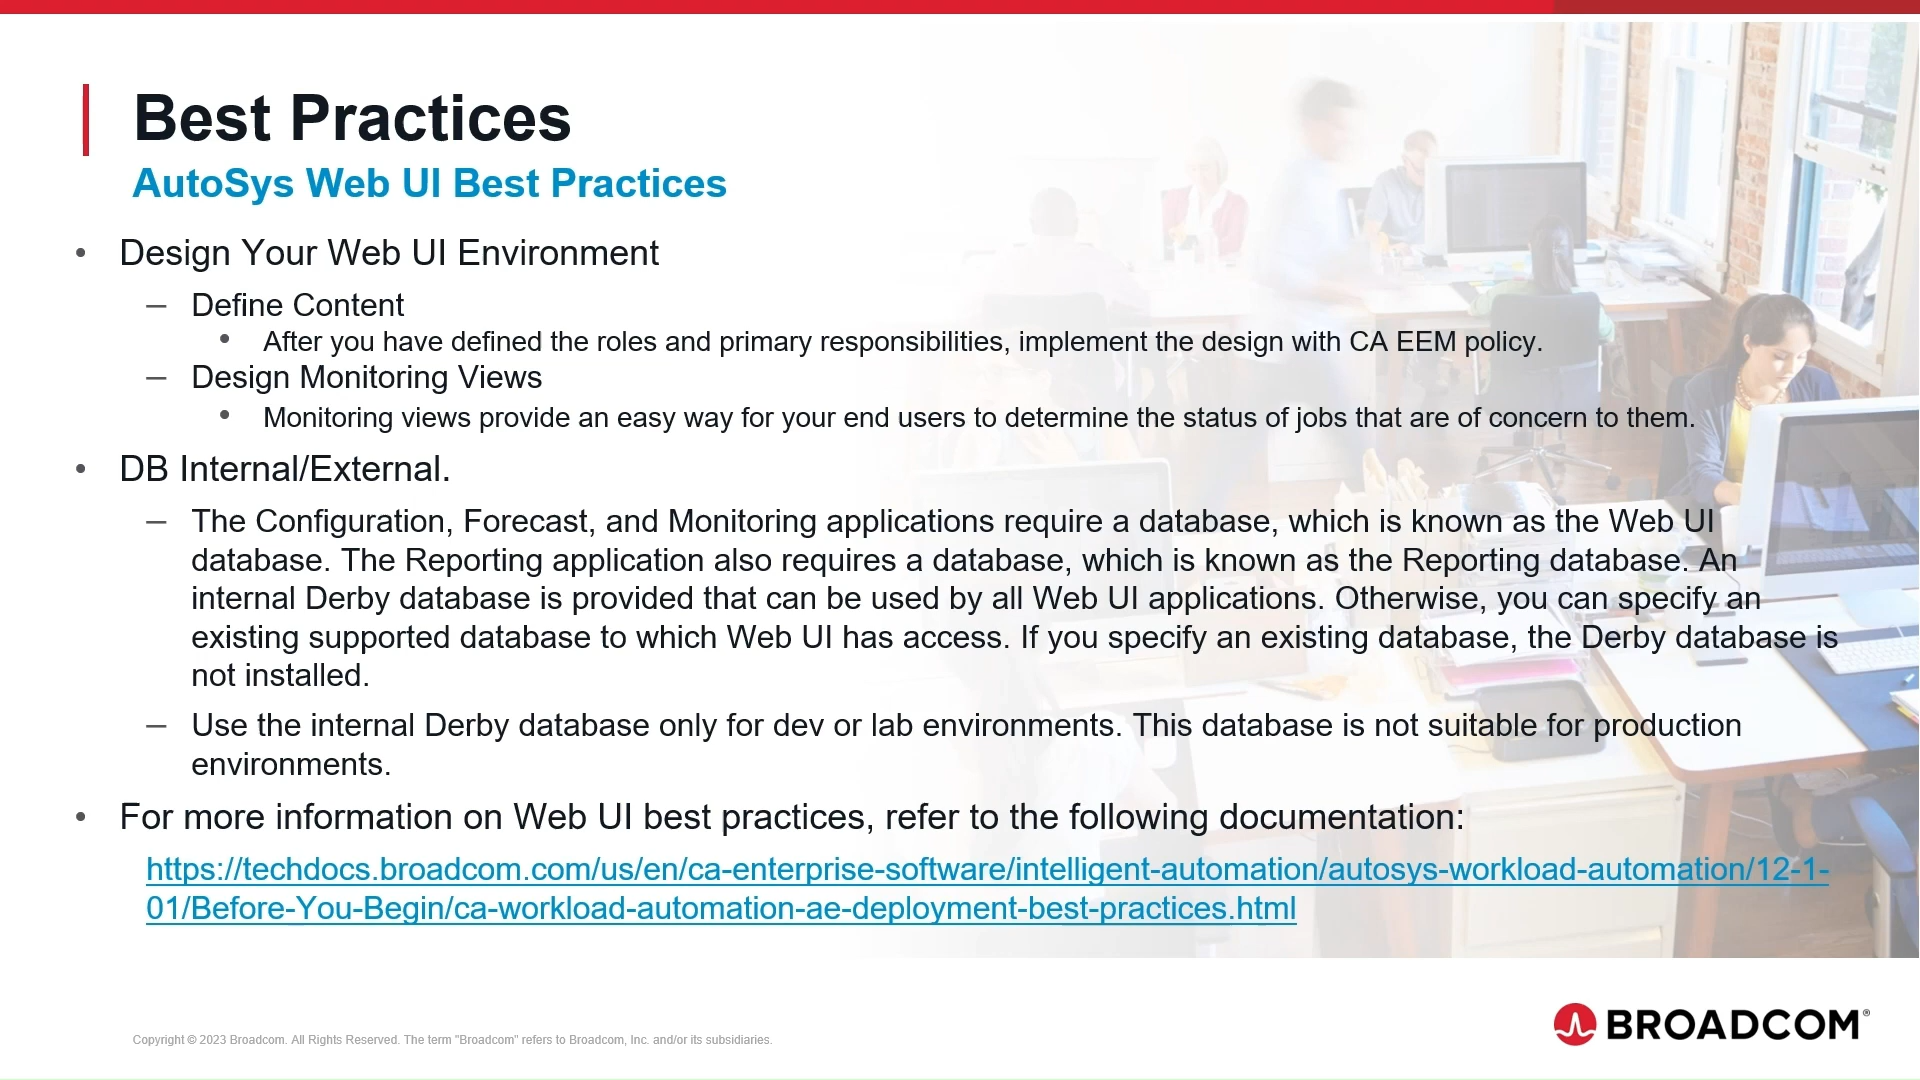 Best Practices
AutoSys Web UI Best Practices
• Design Your Web UI Environment
– Define Content
• After you have defined the roles and primary responsibilities, implement the design with CA EEM policy.
– Design Monitoring Views
• Monitoring views provide an easy way for your end users to determine the status of jobs that are of concern to them.
• DB Internal/External.
– The Configuration, Forecast, and Monitoring applications require a database, which is known as the Web UI
database. The Reporting application also requires a database, which is known as the Reporting database. An
internal Derby database is provided that can be used by all Web UI applications. Otherwise, you can specify an
existing supported database to which Web UI has access. If you specify an existing database, the Derby database is
not installed.
– Use the internal Derby database only for dev or lab environments. This database is not suitable for production
environments.
• For more information on Web UI best practices, refer to the following documentation:
https://techdocs.broadcom.com/us/en/ca-enterprise-software/intelligent-automation/autosys-workload-automation/12-1-
01/Before-You-Begin/ca-workload-automation-ae-deployment-best-practices.html
Copyright © 2023 Broadcom. All Rights Reserved. The term "Broadcom" refers to Broadcom, Inc. and/or its subsidiaries.
BROADCOM®